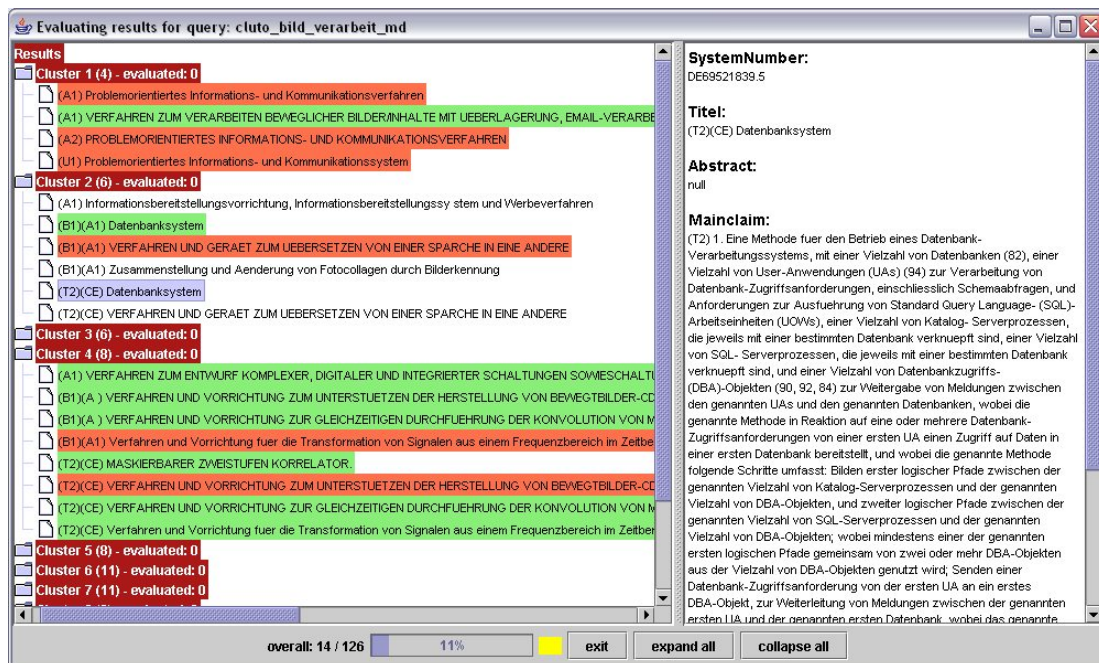 Evaluating results for query: cluto_bild_verarbeit_md
Results
Cluster 1 (4) - evaluated: 0
(A1) Problemorientiertes Informations- und Kommunikationsverfahren
(A1) VERFAHREN ZUM VERARBEITEN BEWEGLICHER BILDER/INHALTE MIT UEBERLAGERUNG, EMAIL-VERARBE
(A2) PROBLEMORIENTIERTES INFORMATIONS- UND KOMMUNIKATIONSVERFAHREN
(U1) Problemorientiertes Informations- und Kommunikationssystem
Cluster 2 (6) - evaluated: 0
(A1) Informationsbereitstellungsvorrichtung, Informationsbereitstellungssy stem und Werbeverfahren
(B1)(A1) Datenbanksystem
(B1)(A1) VERFAHREN UND GERAET ZUM UEBERSETZEN VON EINER SPARCHE IN EINE ANDERE
(B1)(A1) Zusammenstellung und Aenderung von Fotocollagen durch Bilderkennung
(T2)(CE) Datenbanksystem
(T2)(CE) VERFAHREN UND GERAET ZUM UEBERSETZEN VON EINER SPARCHE IN EINE ANDERE
Cluster 3 (6) - evaluated: 0
Cluster 4 (8) - evaluated: 0
(A1) VERFAHREN ZUM ENTWURF KOMPLEXER, DIGITALER UND INTEGRIERTER SCHALTUNGEN SOWIESCHALTU
(B1)(A ) VERFAHREN UND VORRICHTUNG ZUM UNTERSTUETZEN DER HERSTELLUNG VON BEWEGTBILDER-CD
(B1)(A ) VERFAHREN UND VORRICHTUNG ZUR GLEICHZEITIGEN DURCHFUEHRUNG DER KONVOLUTION VON M
(B1)(A1) Verfahren und Vorrichtung fuer die Transformation von Signalen aus einem Frequenzbereich im Zeitber
(T2)(CE) MASKIERBARER ZWEISTUFEN KORRELATOR.
(T2)(CE) VERFAHREN UND VORRICHTUNG ZUM UNTERSTUETZEN DER HERSTELLUNG VON BEWEGTBILDER-CD
(T2)(CE) VERFAHREN UND VORRICHTUNG ZUR GLEICHZEITIGEN DURCHFUEHRUNG DER KONVOLUTION VON M
(T2)(CE) Verfahren und Vorrichtung fuer die Transformation von Signalen aus einem Frequenzbereich im Zeitber
Cluster 5 (8) - evaluated: 0
Cluster 6 (11) - evaluated: 0
Cluster 7 (11) - evaluated: 0
SystemNumber:
DE69521839.5
Titel:
(T2)(CE) Datenbanksystem
Abstract:
null
Mainclaim:
(T2) 1. Eine Methode fuer den Betrieb eines Datenbank-
Verarbeitungssystems, mit einer Vielzahl von Datenbanken (82), einer
Vielzahl von User-Anwendungen (UAs) (94) zur Verarbeitung von
Datenbank-Zugriffsanforderungen, einschliesslich Schemaabfragen, und
Anforderungen zur Ausfuehrung von Standard Query Language- (SQL)-
Arbeitseinheiten (UOWs), einer Vielzahl von Katalog- Serverprozessen,
die jeweils mit einer bestimmten Datenbank verknuepft sind, einer Vielzahl
von SQL- Serverprozessen, die jeweils mit einer bestimmten Datenbank
verknuepft sind, und einer Vielzahl von Datenbankzugriffs-
(DBA)-Objekten (90, 92, 84) zur Weitergabe von Meldungen zwischen
den genannten UAs und den genannten Datenbanken, wobei die
genannte Methode in Reaktion auf eine oder mehrere Datenbank-
Zugriffsanforderungen von einer ersten UA einen Zugriff auf Daten in
einer ersten Datenbank bereitstellt, und wobei die genannte Methode
folgende Schritte umfasst: Bilden erster logischer Pfade zwischen der
genannten Vielzahl von Katalog-Serverprozessen und der genannten
Vielzahl von DBA-Objekten, und zweiter logischer Pfade zwischen der
genannten Vielzahl von SQL-Serverprozessen und der genannten
Vielzahl von DBA-Objekten; wobei mindestens einer der genannten
ersten logischen Pfade gemeinsam von zwei oder mehr DBA-Objekten
aus der Vielzahl von DBA-Objekten genutzt wird; Senden einer
Datenbank-Zugriffsanforderung von der ersten UA an ein erstes
DBA-Objekt, zur Weiterleitung von Meldungen zwischen der genannten
ersten UA und der genannten ersten Datenbank, wobei das genannte
overall: 14 / 126
11%
exit
expand all
collapse all